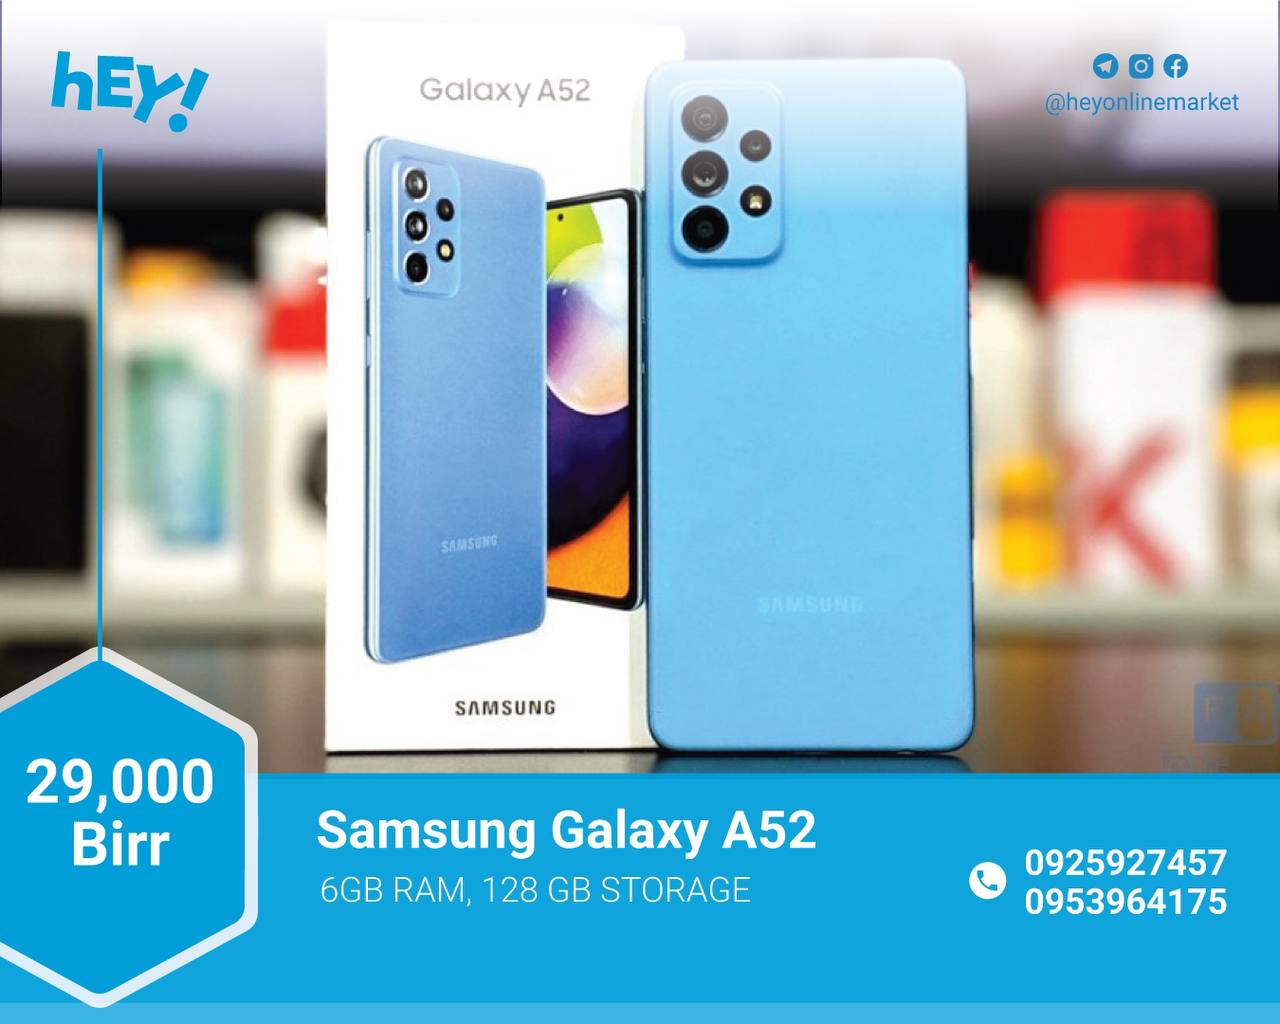 hEY!
@heyonlinemarket
Galaxy A52
SAMSUNG
SAMSUNG
SAMSUNG
K
FA
29,000
Birr
Samsung Galaxy A52
6GB RAM, 128 GB STORAGE
0925927457
0953964175